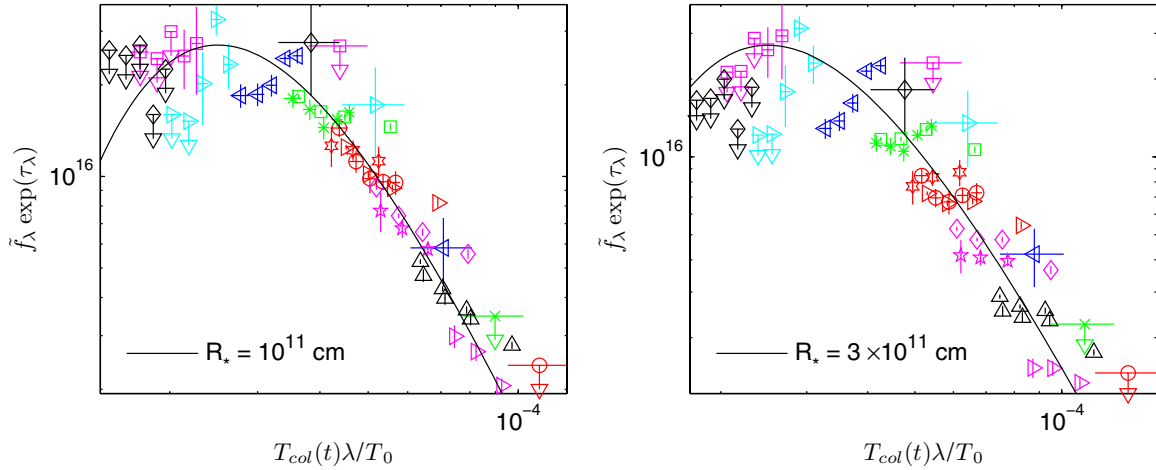 f̃_λ exp(τ_λ)
10^16
R_* = 10^11 cm
10^-4
T_col(t)λ/T_0
f̃_λ exp(τ_λ)
10^16
R_* = 3 ×10^11 cm
10^-4
T_col(t)λ/T_0